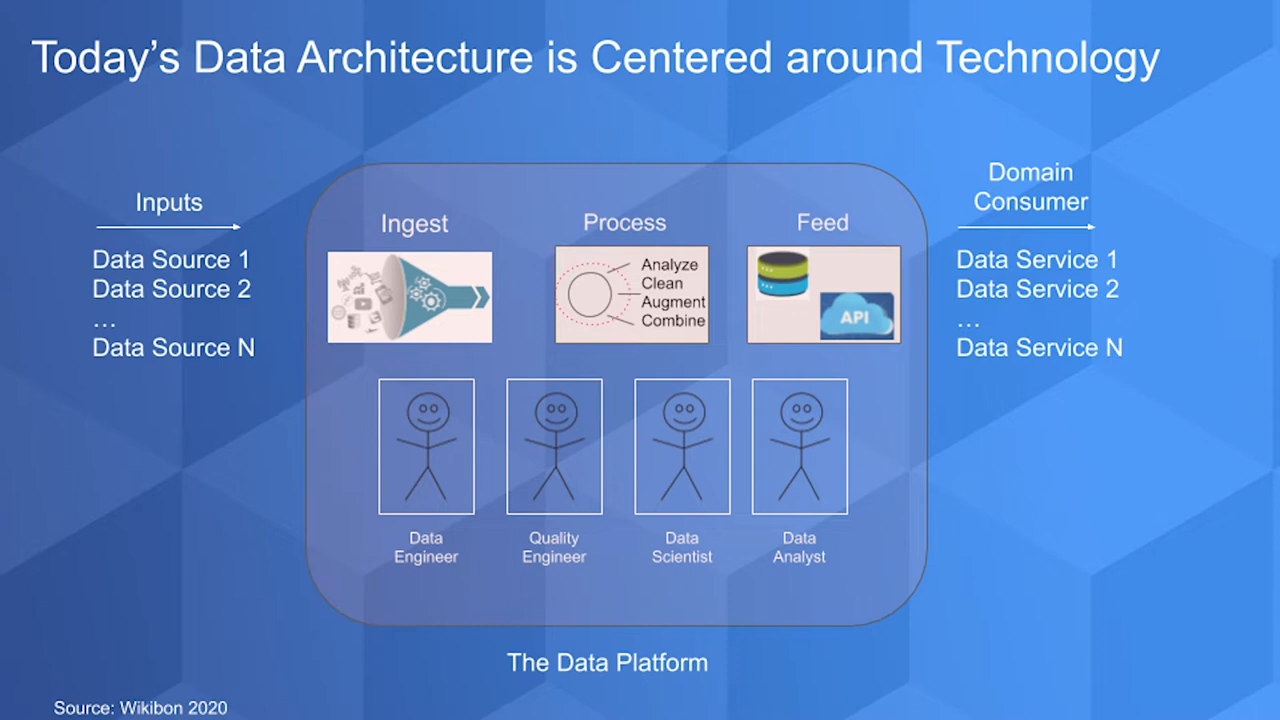 Today's Data Architecture is Centered around Technology
Inputs
Data Source 1
Data Source 2
...
Data Source N
Ingest
Process
Analyze
Clean
Augment
Combine
Feed
API
Data
Engineer
Quality
Engineer
Data
Scientist
Data
Analyst
The Data Platform
Domain
Consumer
Data Service 1
Data Service 2
...
Data Service N
Source: Wikibon 2020